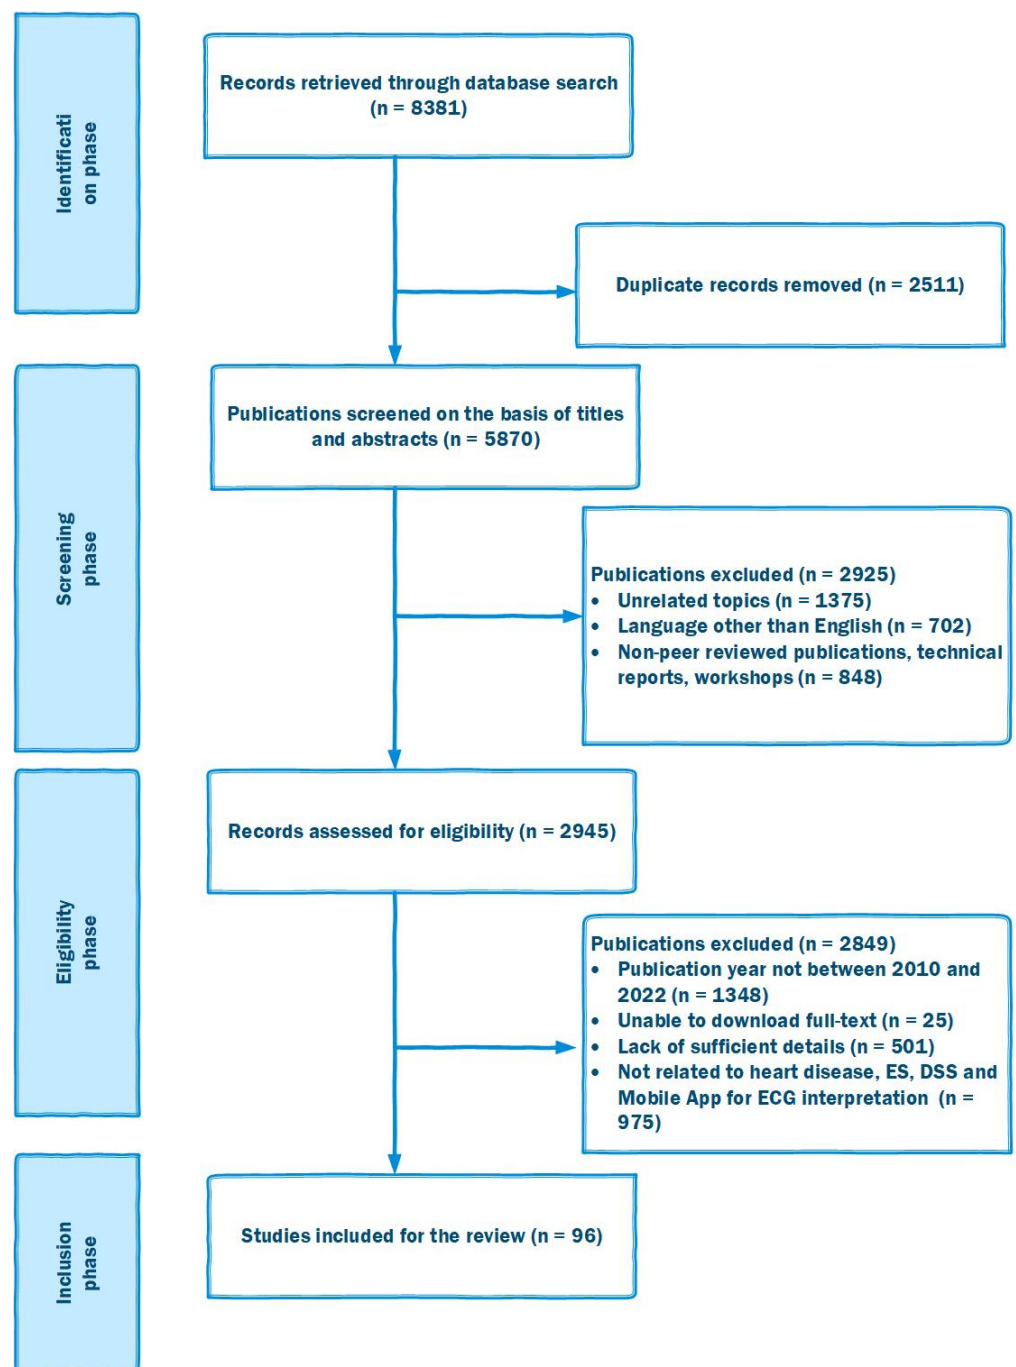 Identificati
on phase
Records retrieved through database search
(n = 8381)
Duplicate records removed (n = 2511)
Screening
phase
Publications screened on the basis of titles
and abstracts (n = 5870)
Publications excluded (n = 2925)
• Unrelated topics (n = 1375)
• Language other than English (n = 702)
• Non-peer reviewed publications, technical
reports, workshops (n = 848)
Eligibility
phase
Records assessed for eligibility (n = 2945)
Publications excluded (n = 2849)
• Publication year not between 2010 and
2022 (n = 1348)
• Unable to download full-text (n = 25)
• Lack of sufficient details (n = 501)
• Not related to heart disease, ES, DSS and
Mobile App for ECG interpretation (n =
975)
Inclusion
phase
Studies included for the review (n = 96)